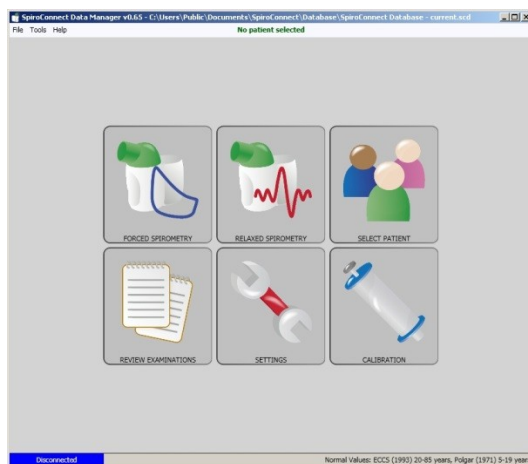 SpiroConnect Data Manager v0.65 - C:\Users\Public\Documents\SpiroConnect\Database\SpiroConnect Database - current.scd
File Tools Help No patient selected
FORCED SPIROMETRY RELAXED SPIROMETRY SELECT PATIENT
REVIEW EXAMINATIONS SETTINGS CALIBRATION
Disconnected Normal Values: ECCS (1993) 20-85 years, Polgar (1971) 5-19 year